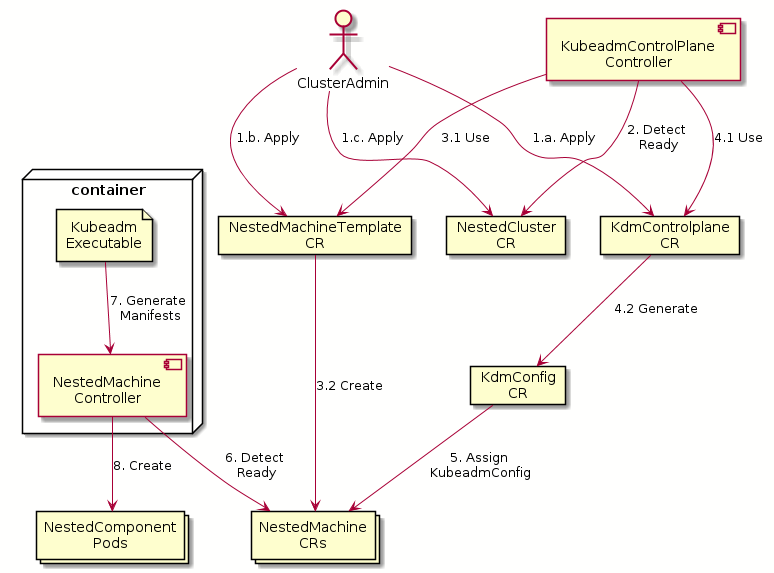 KubeadmControlPlane
Controller
ClusterAdmin
1.b. Apply
1.c. Apply
3.1 Use
1.a. Apply
2. Detect
Ready
4.1 Use
container
Kubeadm
Executable
NestedMachineTemplate
CR
NestedCluster
CR
KdmControlplane
CR
7. Generate
Manifests
4.2 Generate
NestedMachine
Controller
3.2 Create
KdmConfig
CR
8. Create
6. Detect
Ready
5. Assign
KubeadmConfig
NestedComponent
Pods
NestedMachine
CRs